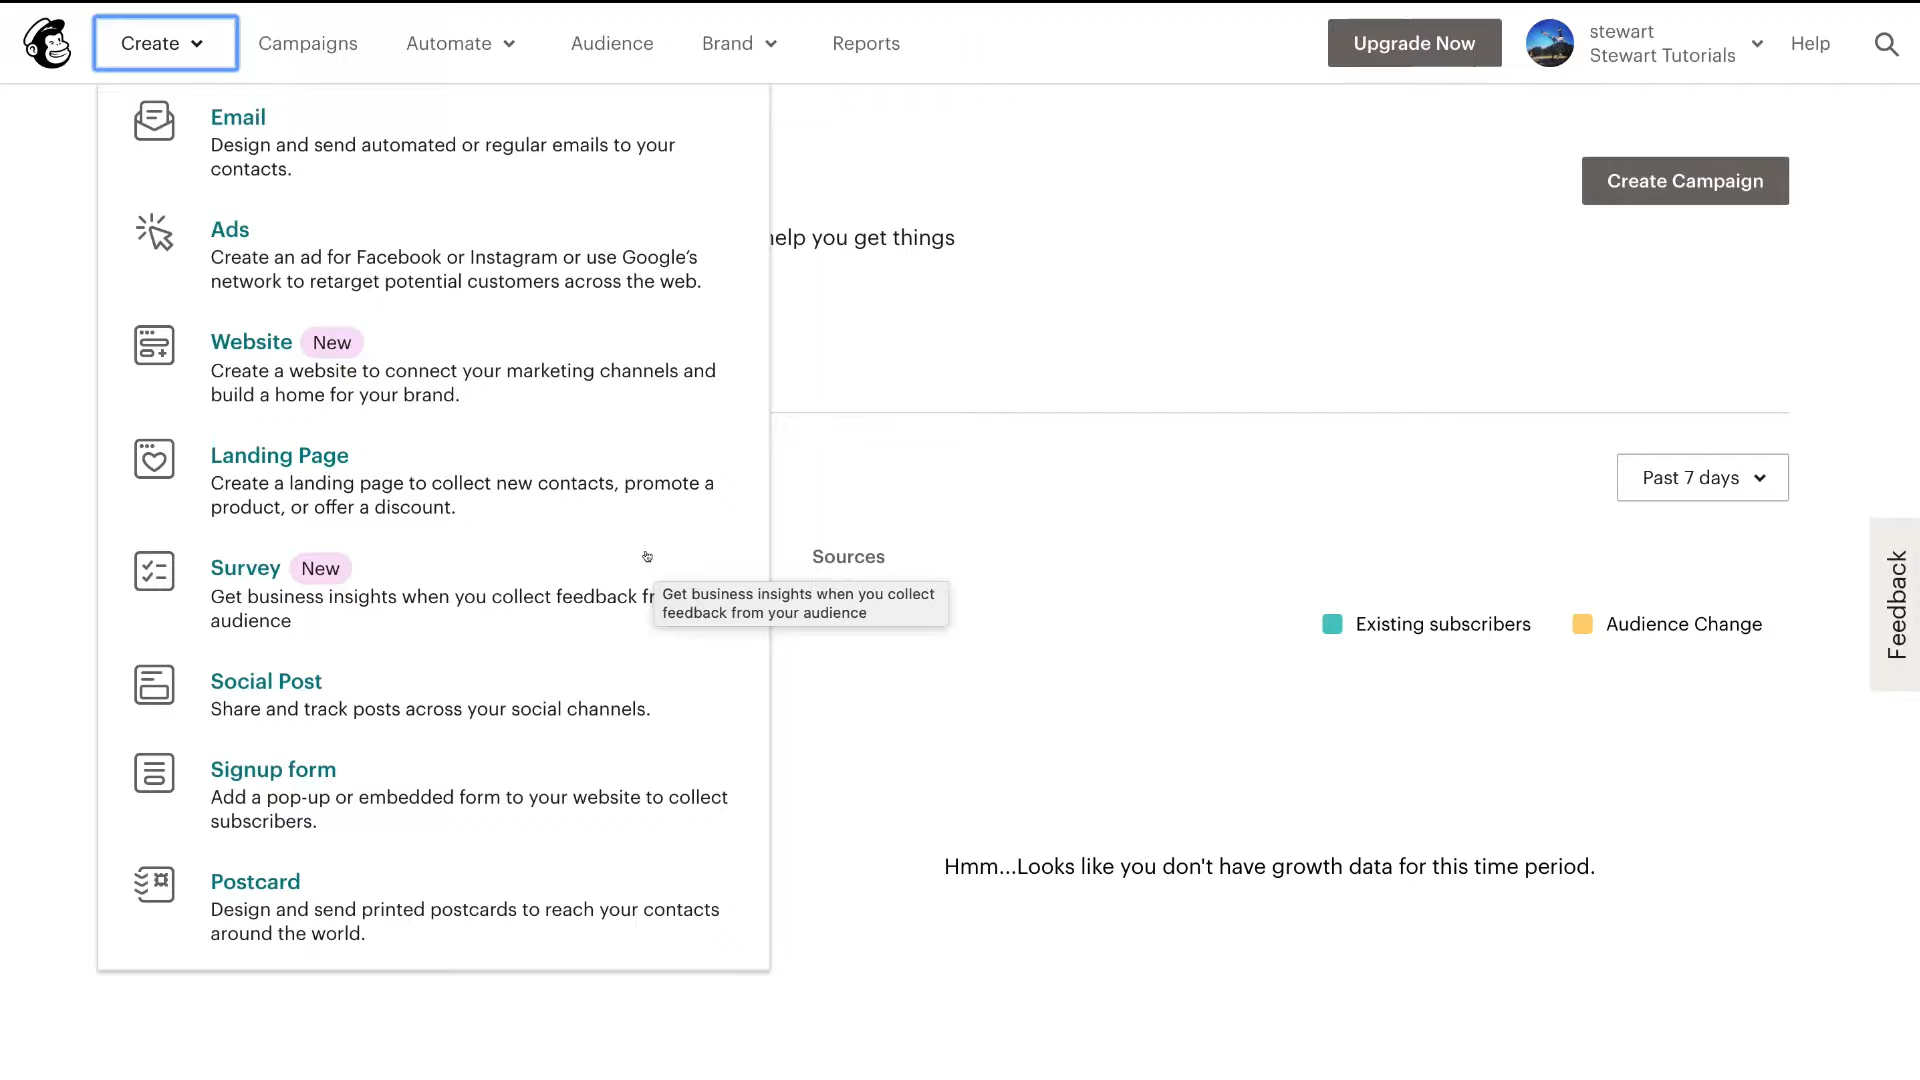 Create
Campaigns
Automate
Audience
Brand
Reports
Upgrade Now
stewart
Stewart Tutorials
Help
Email
Design and send automated or regular emails to your
contacts.
Ads
Create an ad for Facebook or Instagram or use Google's
network to retarget potential customers across the web.
Website New
Create a website to connect your marketing channels and
build a home for your brand.
Landing Page
Create a landing page to collect new contacts, promote a
product, or offer a discount.
Survey New
Get business insights when you collect feedback
audience
Get business insights when you collect
feedback from your audience
Social Post
Share and track posts across your social channels.
Signup form
Add a pop-up or embedded form to your website to collect
subscribers.
Postcard
Design and send printed postcards to reach your contacts
around the world.
Create Campaign
help you get things
Past 7 days
Sources
Existing subscribers
Audience Change
Feedback
Hmm...Looks like you don't have growth data for this time period.